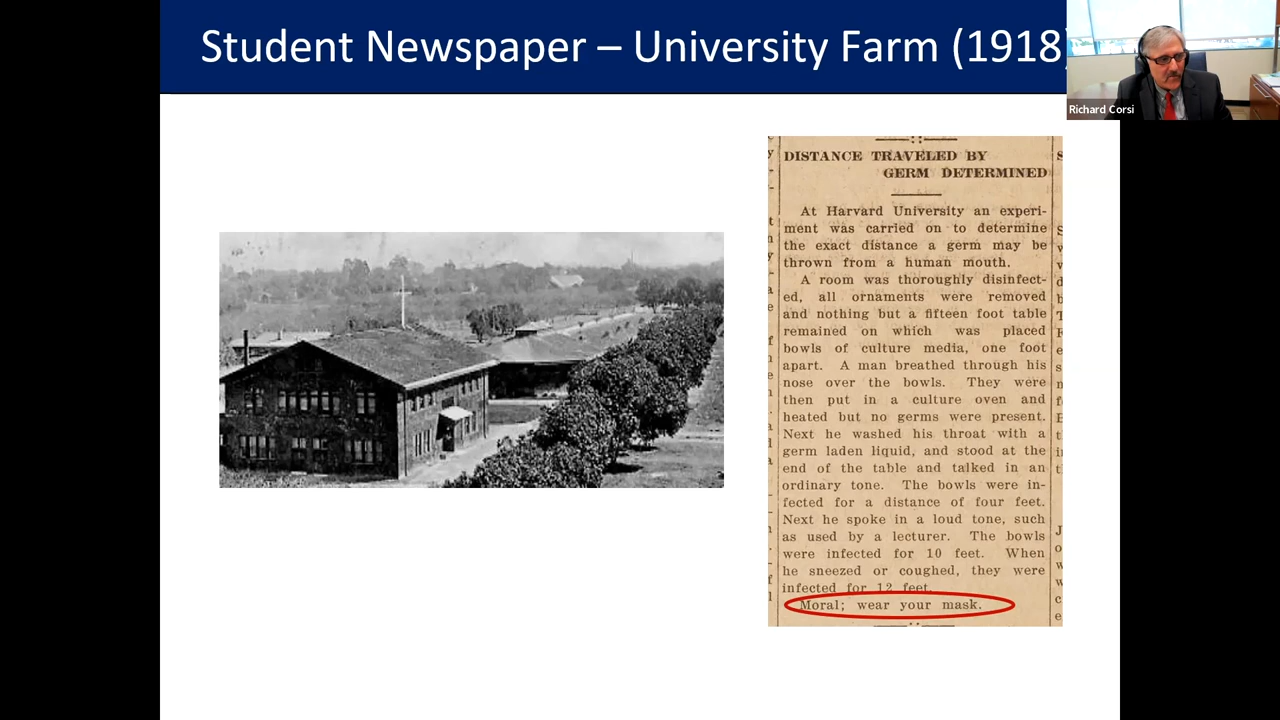 Student Newspaper – University Farm (1918)
Richard Corsi
DISTANCE TRAVELED BY
GERM DETERMINED
At Harvard University an experi-
ment was carried on to determine
the exact distance a germ may be
thrown from a human mouth.
A room was thoroughly disinfect-
ed, all ornaments were removed
and nothing but a fifteen foot table
remained on which was placed
bowls of culture media, one foot
apart. A man breathed through his
nose over the bowls. They were
then put in a culture oven and
heated but no germs were present.
Next he washed his throat with a
germ laden liquid, and stood at the
end of the table and talked in an
ordinary tone. The bowls were in-
fected for a distance of four feet.
Next he spoke in a loud tone, such
as used by a lecturer. The bowls
were infected for 10 feet. When
he sneezed or coughed, they were
infected for 12 feet.
Moral; wear your mask.